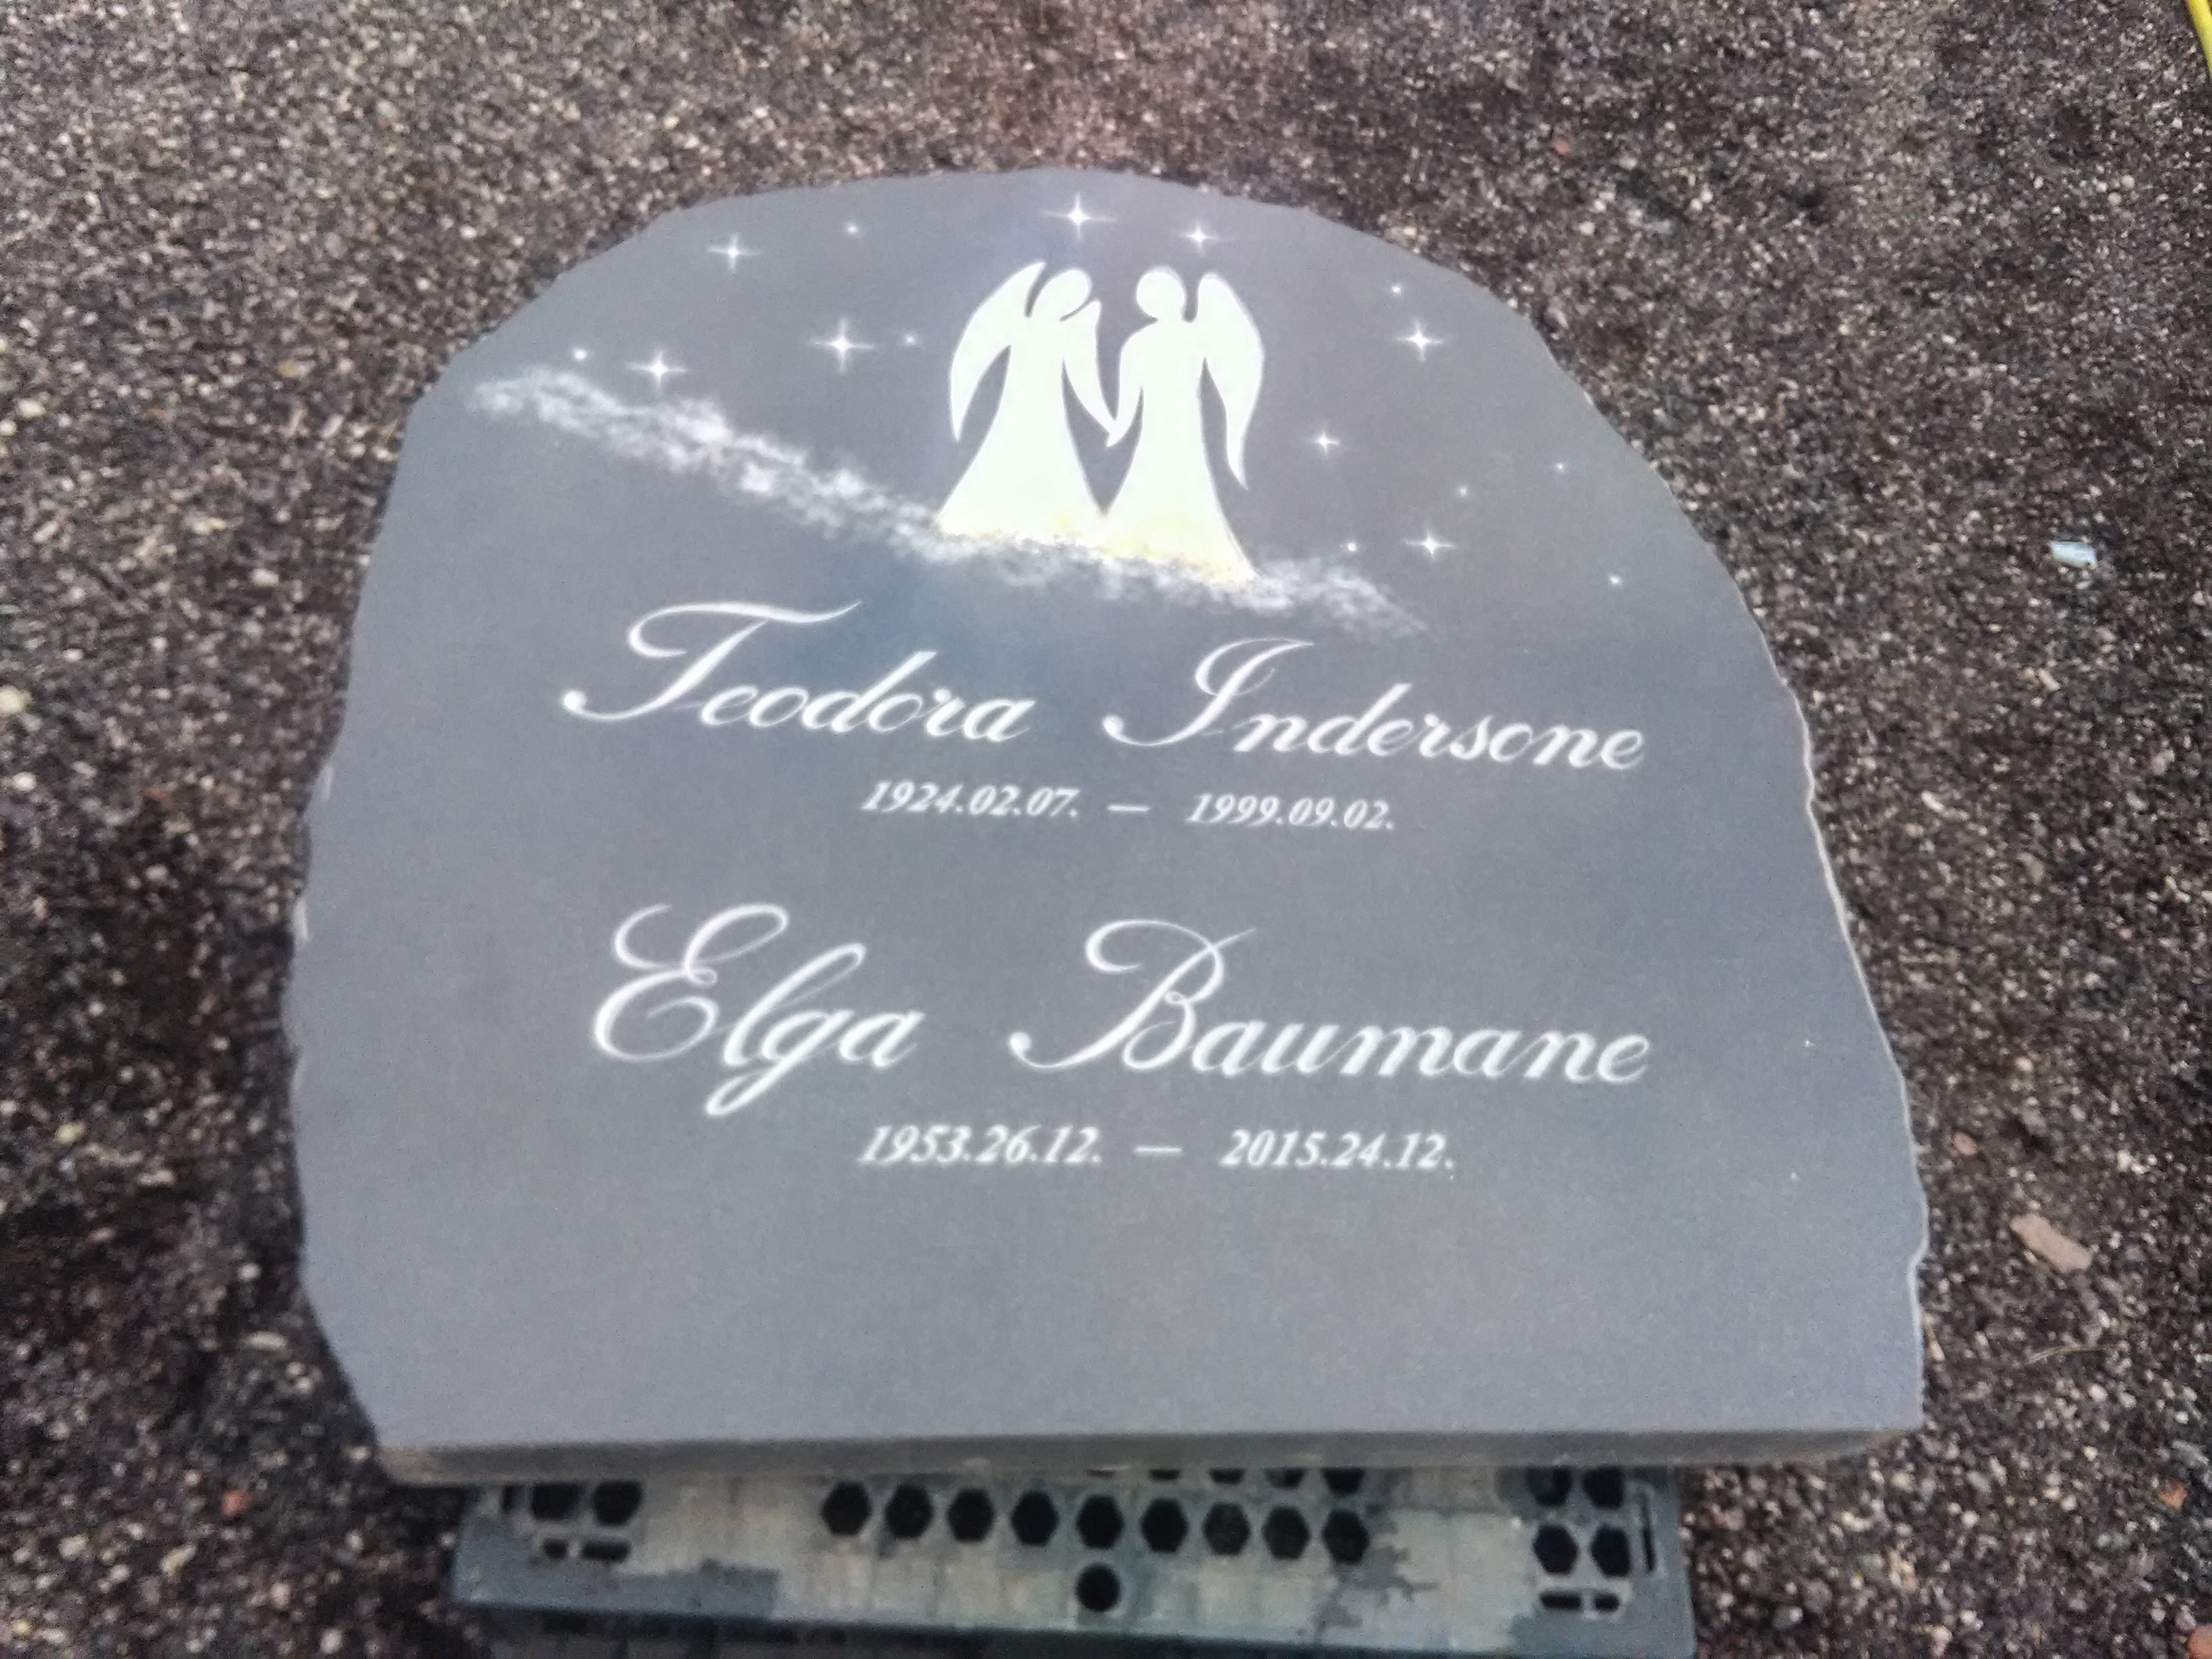 Teodora Indersone
1924.02.07. — 1999.09.02.
Elga Baumane
1953.26.12. — 2015.24.12.